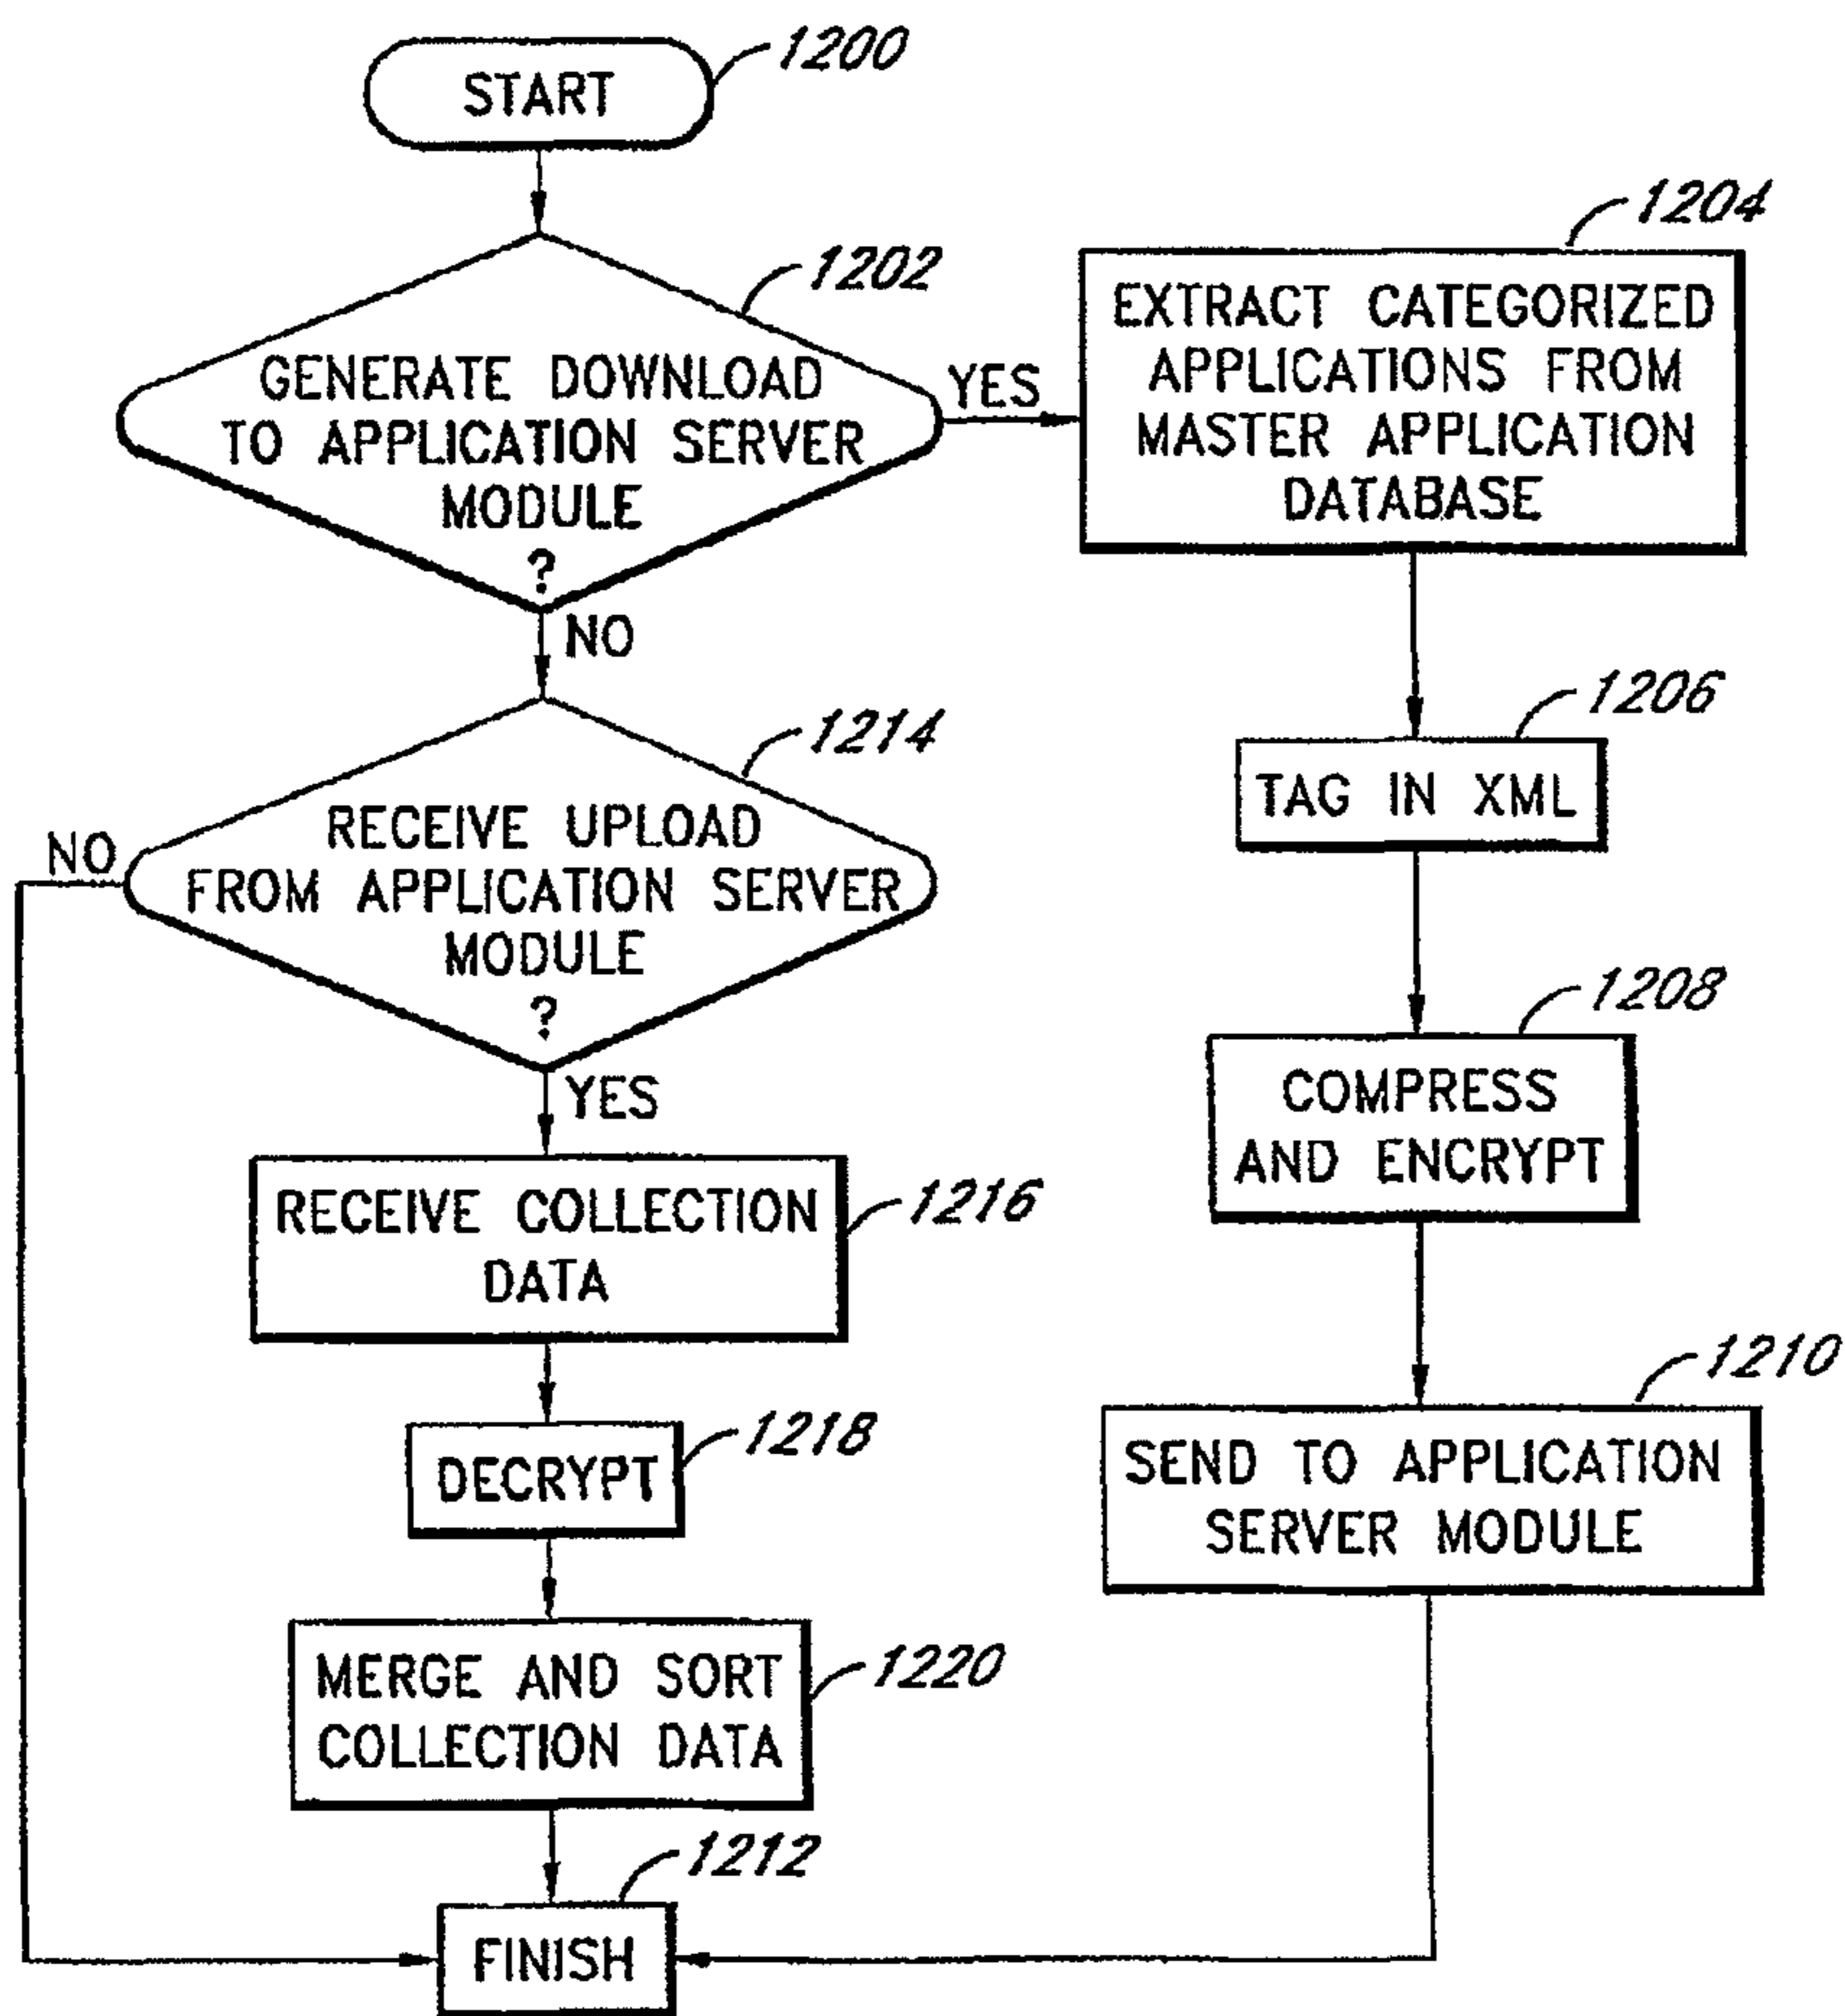 START
1200
GENERATE DOWNLOAD
TO APPLICATION SERVER
MODULE
?
1202
YES
NO
EXTRACT CATEGORIZED
APPLICATIONS FROM
MASTER APPLICATION
DATABASE
1204
TAG IN XML
1206
COMPRESS
AND ENCRYPT
1208
SEND TO APPLICATION
SERVER MODULE
1210
RECEIVE UPLOAD
FROM APPLICATION SERVER
MODULE
?
1214
NO
YES
RECEIVE COLLECTION
DATA
1216
DECRYPT
1218
MERGE AND SORT
COLLECTION DATA
1220
FINISH
1212